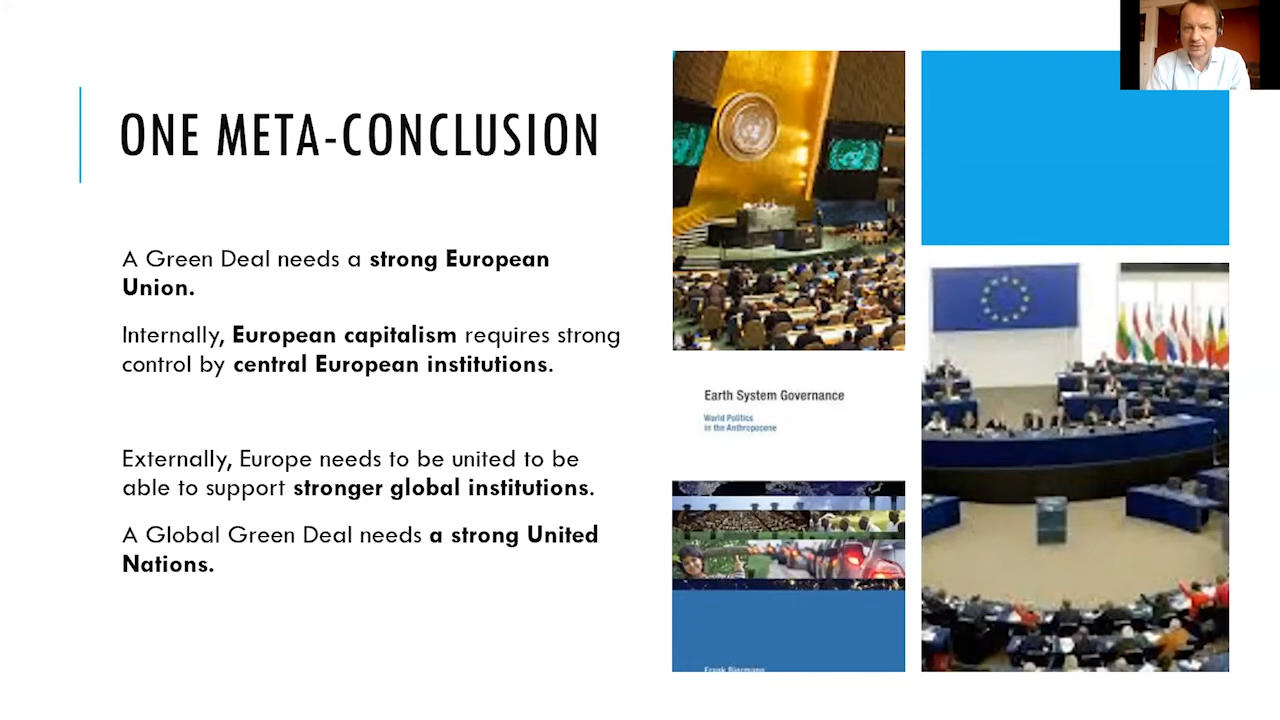 ONE META-CONCLUSION
A Green Deal needs a strong European
Union.
Internally, European capitalism requires strong
control by central European institutions.
Externally, Europe needs to be united to be
able to support stronger global institutions.
A Global Green Deal needs a strong United
Nations.
Earth System Governance
World Politics
in the Anthropocene
Frank Biermann